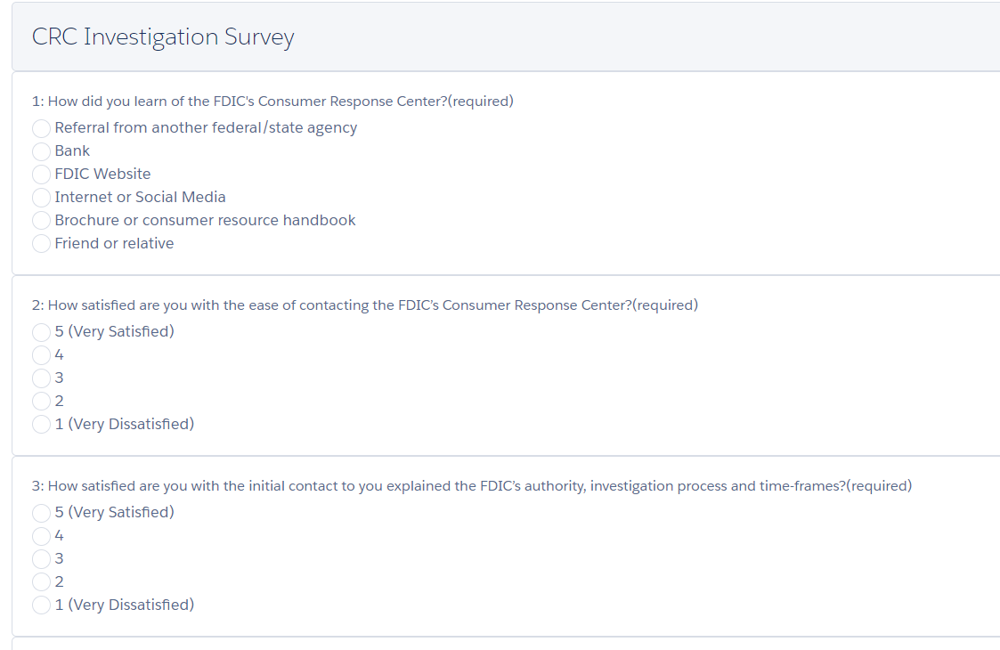 CRC Investigation Survey
1: How did you learn of the FDIC's Consumer Response Center?(required)
Referral from another federal/state agency
Bank
FDIC Website
Internet or Social Media
Brochure or consumer resource handbook
Friend or relative
2: How satisfied are you with the ease of contacting the FDIC’s Consumer Response Center?(required)
5 (Very Satisfied)
4
3
2
1 (Very Dissatisfied)
3: How satisfied are you with the initial contact to you explained the FDIC’s authority, investigation process and time-frames?(required)
5 (Very Satisfied)
4
3
2
1 (Very Dissatisfied)